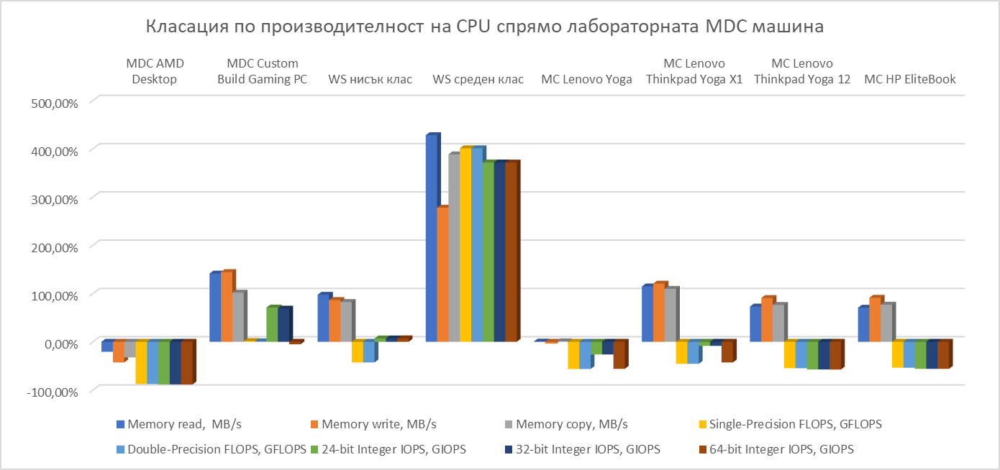 Класация по производителност на CPU спрямо лабораторната MDC машина
MDC AMD
Desktop
MDC Custom
Build Gaming PC
WS нисък клас
WS среден клас
MC Lenovo Yoga
MC Lenovo
Thinkpad Yoga X1
MC Lenovo
Thinkpad Yoga 12
MC HP EliteBook
500,00%
400,00%
300,00%
200,00%
100,00%
0,00%
-100,00%
Memory read, MB/s
Memory write, MB/s
Memory copy, MB/s
Single-Precision FLOPS, GFLOPS
Double-Precision FLOPS, GFLOPS
24-bit Integer IOPS, GIOPS
32-bit Integer IOPS, GIOPS
64-bit Integer IOPS, GIOPS